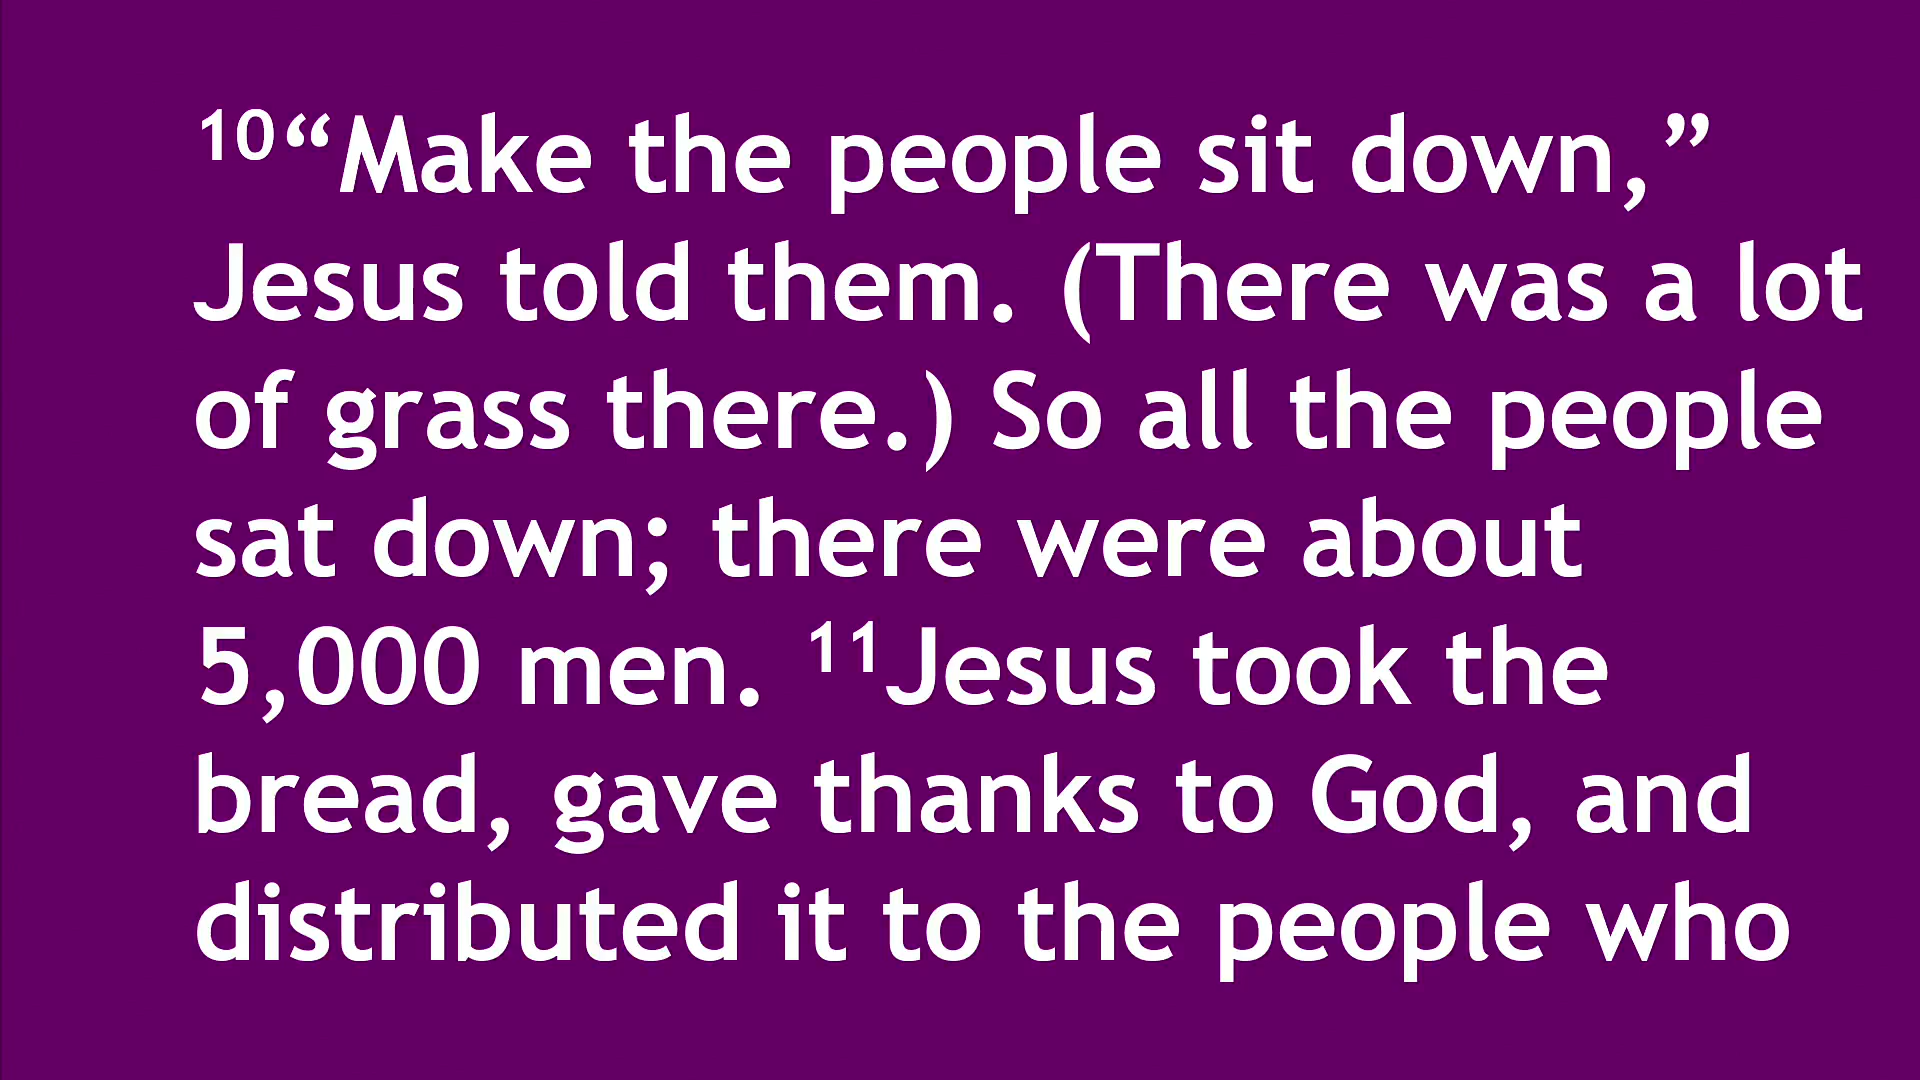 ¹⁰“Make the people sit down,”
Jesus told them. (There was a lot
of grass there.) So all the people
sat down; there were about
5,000 men. ¹¹Jesus took the
bread, gave thanks to God, and
distributed it to the people who